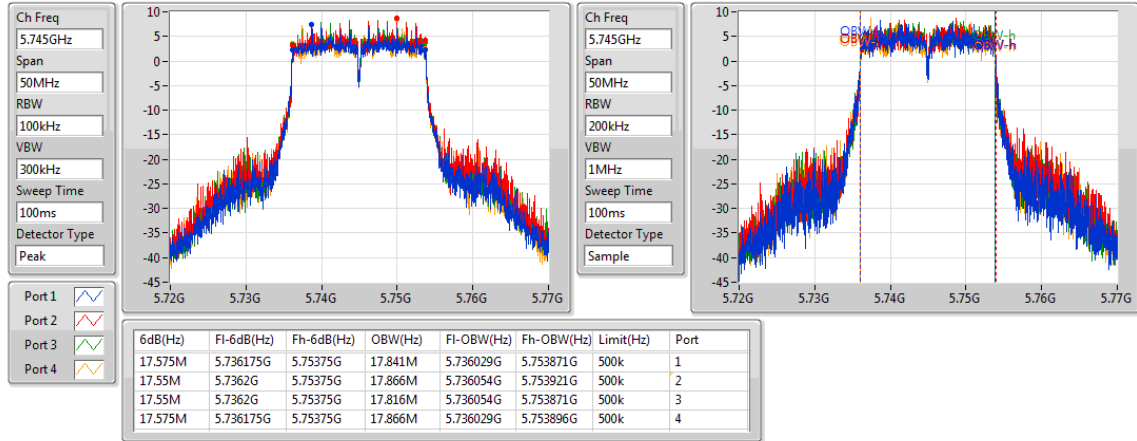 Ch Freq
5.745GHz
Span
50MHz
RBW
100kHz
VBW
300kHz
Sweep Time
100ms
Detector Type
Peak
10
5
0
-5
-10
-15
-20
-25
-30
-35
-40
-45
5.72G 5.73G 5.74G 5.75G 5.76G 5.77G
Ch Freq
5.745GHz
Span
50MHz
RBW
200kHz
VBW
1MHz
Sweep Time
100ms
Detector Type
Sample
10
5
0
-5
-10
-15
-20
-25
-30
-35
-40
-45
OBW-h
5.72G 5.73G 5.74G 5.75G 5.76G 5.77G
Port 1
Port 2
Port 3
Port 4
6dB(Hz) Fl-6dB(Hz) Fh-6dB(Hz) OBW(Hz) Fl-OBW(Hz) Fh-OBW(Hz) Limit(Hz) Port
17.575M 5.736175G 5.75375G 17.841M 5.736029G 5.753871G 500k 1
17.55M 5.7362G 5.75375G 17.866M 5.736054G 5.753921G 500k 2
17.55M 5.7362G 5.75375G 17.816M 5.736054G 5.753871G 500k 3
17.575M 5.736175G 5.75375G 17.866M 5.736029G 5.753896G 500k 4